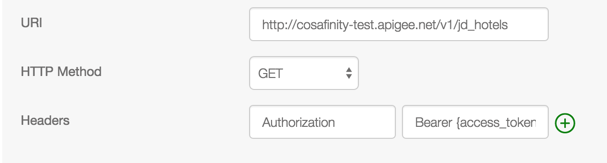 URI http://cosafinity-test.apigee.net/v1/jd_hotels
HTTP Method GET
Headers Authorization Bearer {access_token